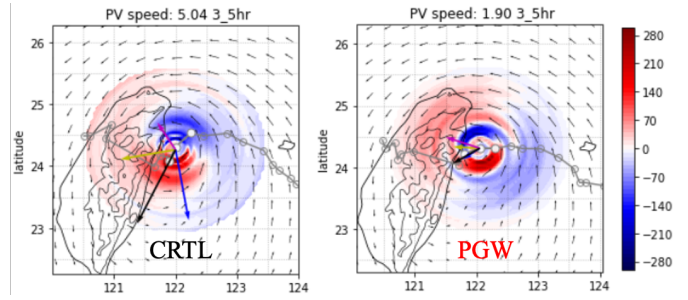 PV speed: 5.04 3_5hr
PV speed: 1.90 3_5hr
26
25
24
23
latitude
121 122 123 124
CRTL
26
25
24
23
latitude
121 122 123 124
PGW
280
210
140
70
0
-70
-140
-210
-280